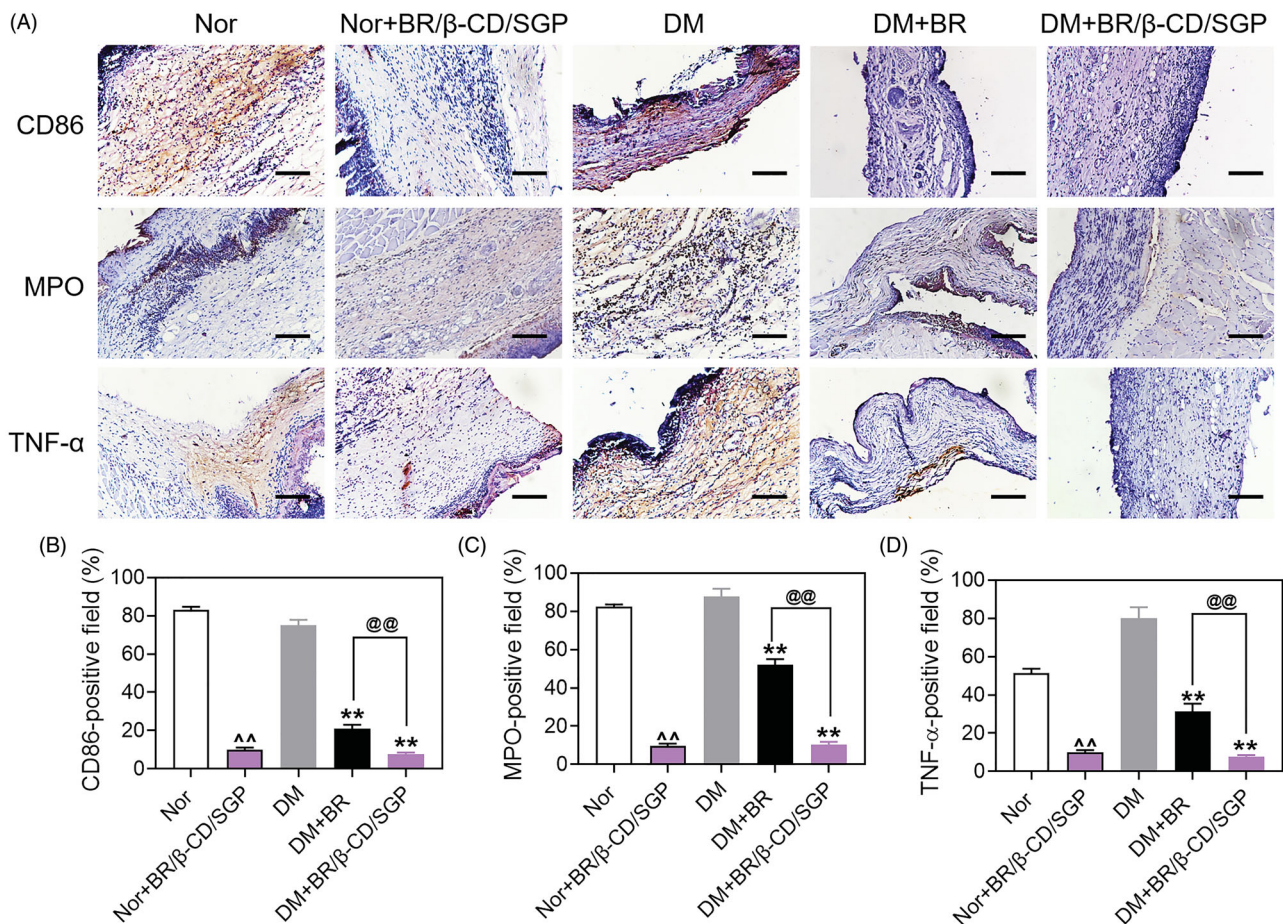 (A)
Nor Nor+BR/β-CD/SGP DM DM+BR DM+BR/β-CD/SGP
CD86
MPO
TNF-α
(B)
CD86-positive field (%)
100
80
60
40
20
0
^^
**
@@
**
Nor
Nor+BR/β-CD/SGP
DM
DM+BR
DM+BR/β-CD/SGP
(C)
MPO-positive field (%)
100
80
60
40
20
0
^^
**
@@
**
Nor
Nor+BR/β-CD/SGP
DM
DM+BR
DM+BR/β-CD/SGP
(D)
TNF-α-positive field (%)
100
80
60
40
20
0
^^
**
@@
**
Nor
Nor+BR/β-CD/SGP
DM
DM+BR
DM+BR/β-CD/SGP